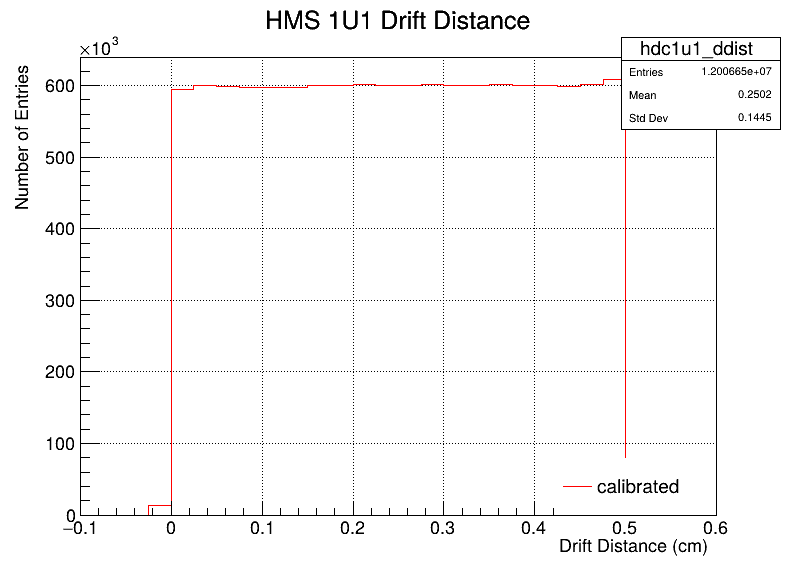 HMS 1U1 Drift Distance
×10³
hdc1u1_ddist
Entries 1.200665e+07
Mean 0.2502
Std Dev 0.1445
Number of Entries
600
500
400
300
200
100
0
calibrated
−0.1 0 0.1 0.2 0.3 0.4 0.5 0.6
Drift Distance (cm)